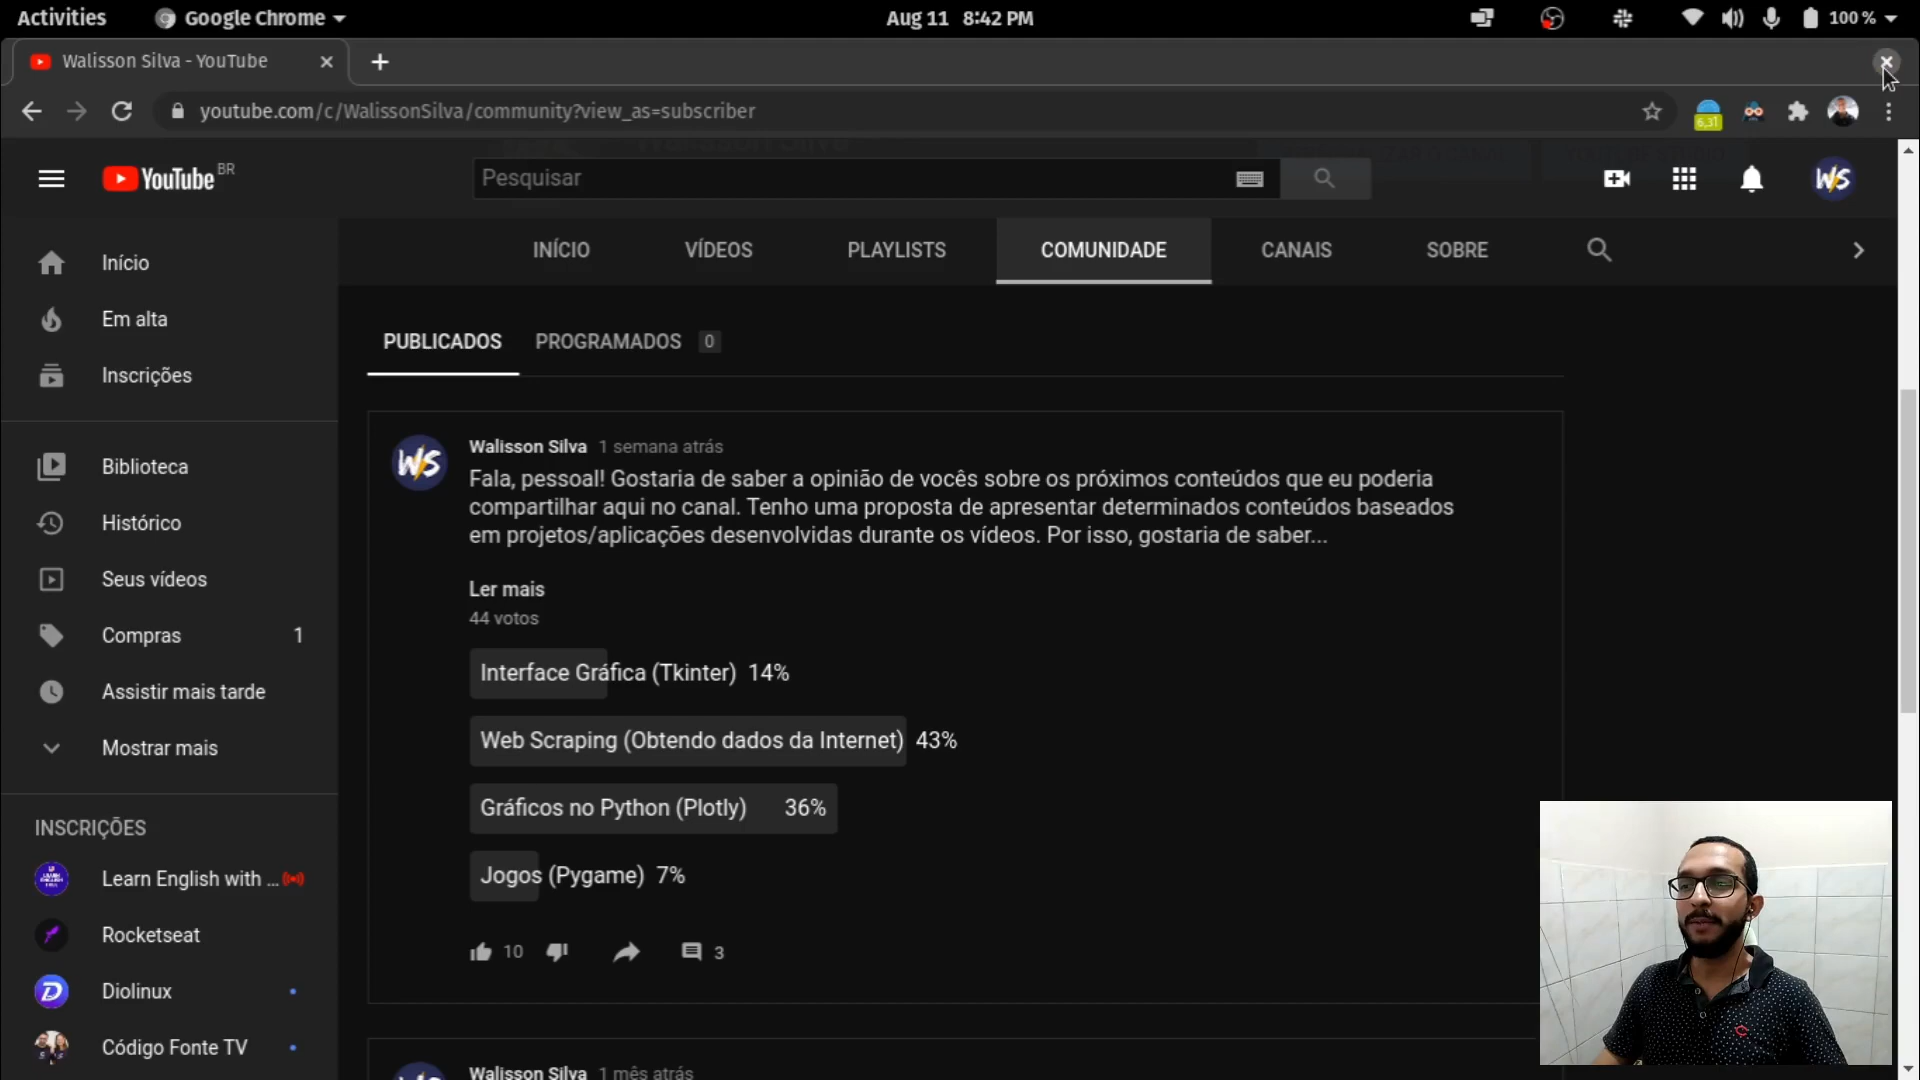 Activities
Google Chrome
Aug 11 8:42 PM
100 %
Walisson Silva - YouTube
youtube.com/c/WalissonSilva/community?view_as=subscriber
6,31
YouTube BR
Pesquisar
WS
INÍCIO
VÍDEOS
PLAYLISTS
COMUNIDADE
CANAIS
SOBRE
Início
Em alta
Inscrições
Biblioteca
Histórico
Seus vídeos
Compras 1
Assistir mais tarde
Mostrar mais
INSCRIÇÕES
Learn English with ...
Rocketseat
Diolinux
Código Fonte TV
PUBLICADOS
PROGRAMADOS 0
WS
Walisson Silva 1 semana atrás
Fala, pessoal! Gostaria de saber a opinião de vocês sobre os próximos conteúdos que eu poderia
compartilhar aqui no canal. Tenho uma proposta de apresentar determinados conteúdos baseados
em projetos/aplicações desenvolvidas durante os vídeos. Por isso, gostaria de saber...
Ler mais
44 votos
Interface Gráfica (Tkinter) 14%
Web Scraping (Obtendo dados da Internet) 43%
Gráficos no Python (Plotly) 36%
Jogos (Pygame) 7%
10
3
Walisson Silva 1 mês atrás